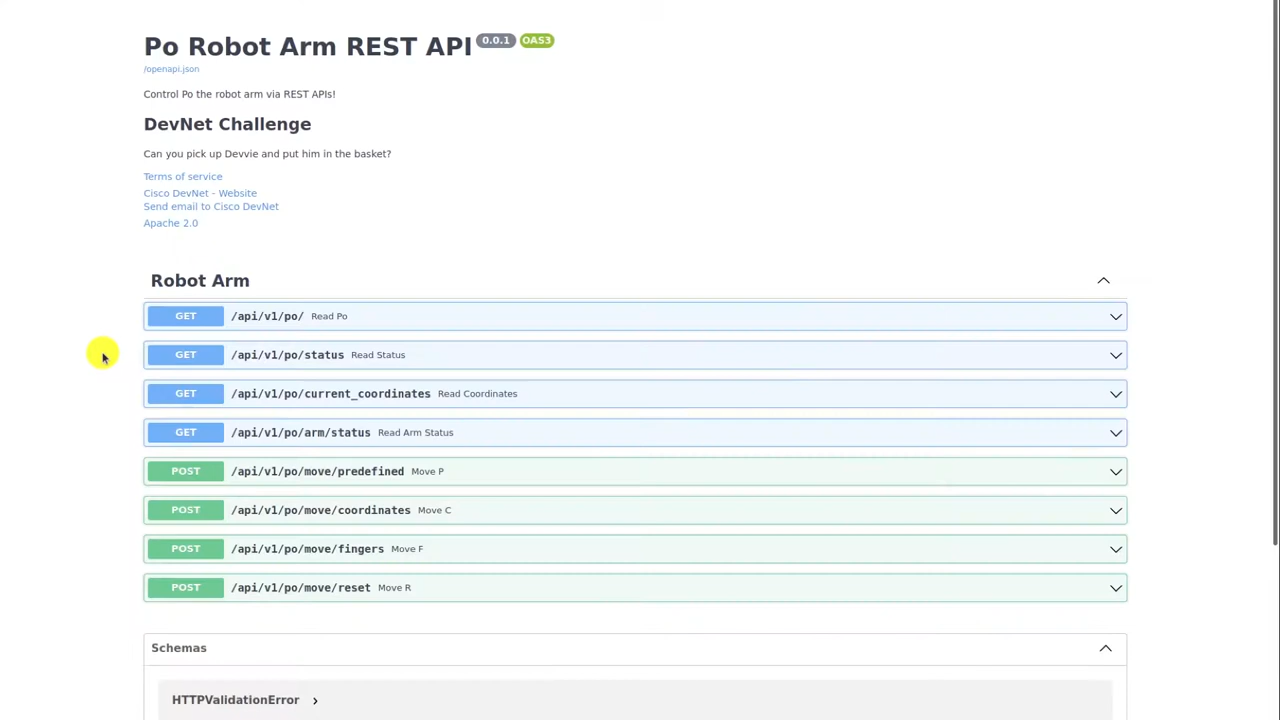 Po Robot Arm REST API 0.0.1 OAS3
/openapi.json
Control Po the robot arm via REST APIs!
DevNet Challenge
Can you pick up Devvie and put him in the basket?
Terms of service
Cisco DevNet - Website
Send email to Cisco DevNet
Apache 2.0
Robot Arm
GET /api/v1/po/ Read Po
GET /api/v1/po/status Read Status
GET /api/v1/po/current_coordinates Read Coordinates
GET /api/v1/po/arm/status Read Arm Status
POST /api/v1/po/move/predefined Move P
POST /api/v1/po/move/coordinates Move C
POST /api/v1/po/move/fingers Move F
POST /api/v1/po/move/reset Move R
Schemas
HTTPValidationError